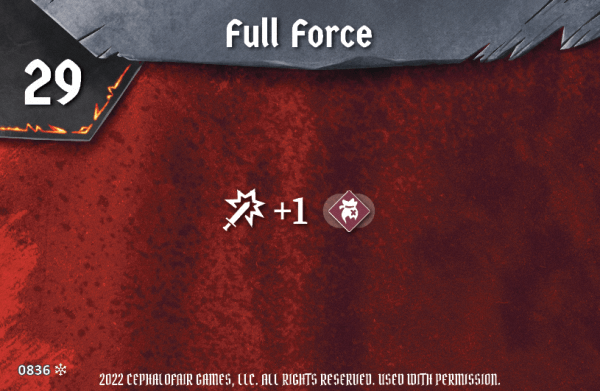 Full Force
29
+1
0836
2022 CEPHALOFAIR GAMES, LLC. ALL RIGHTS RESERVED. USED WITH PERMISSION.